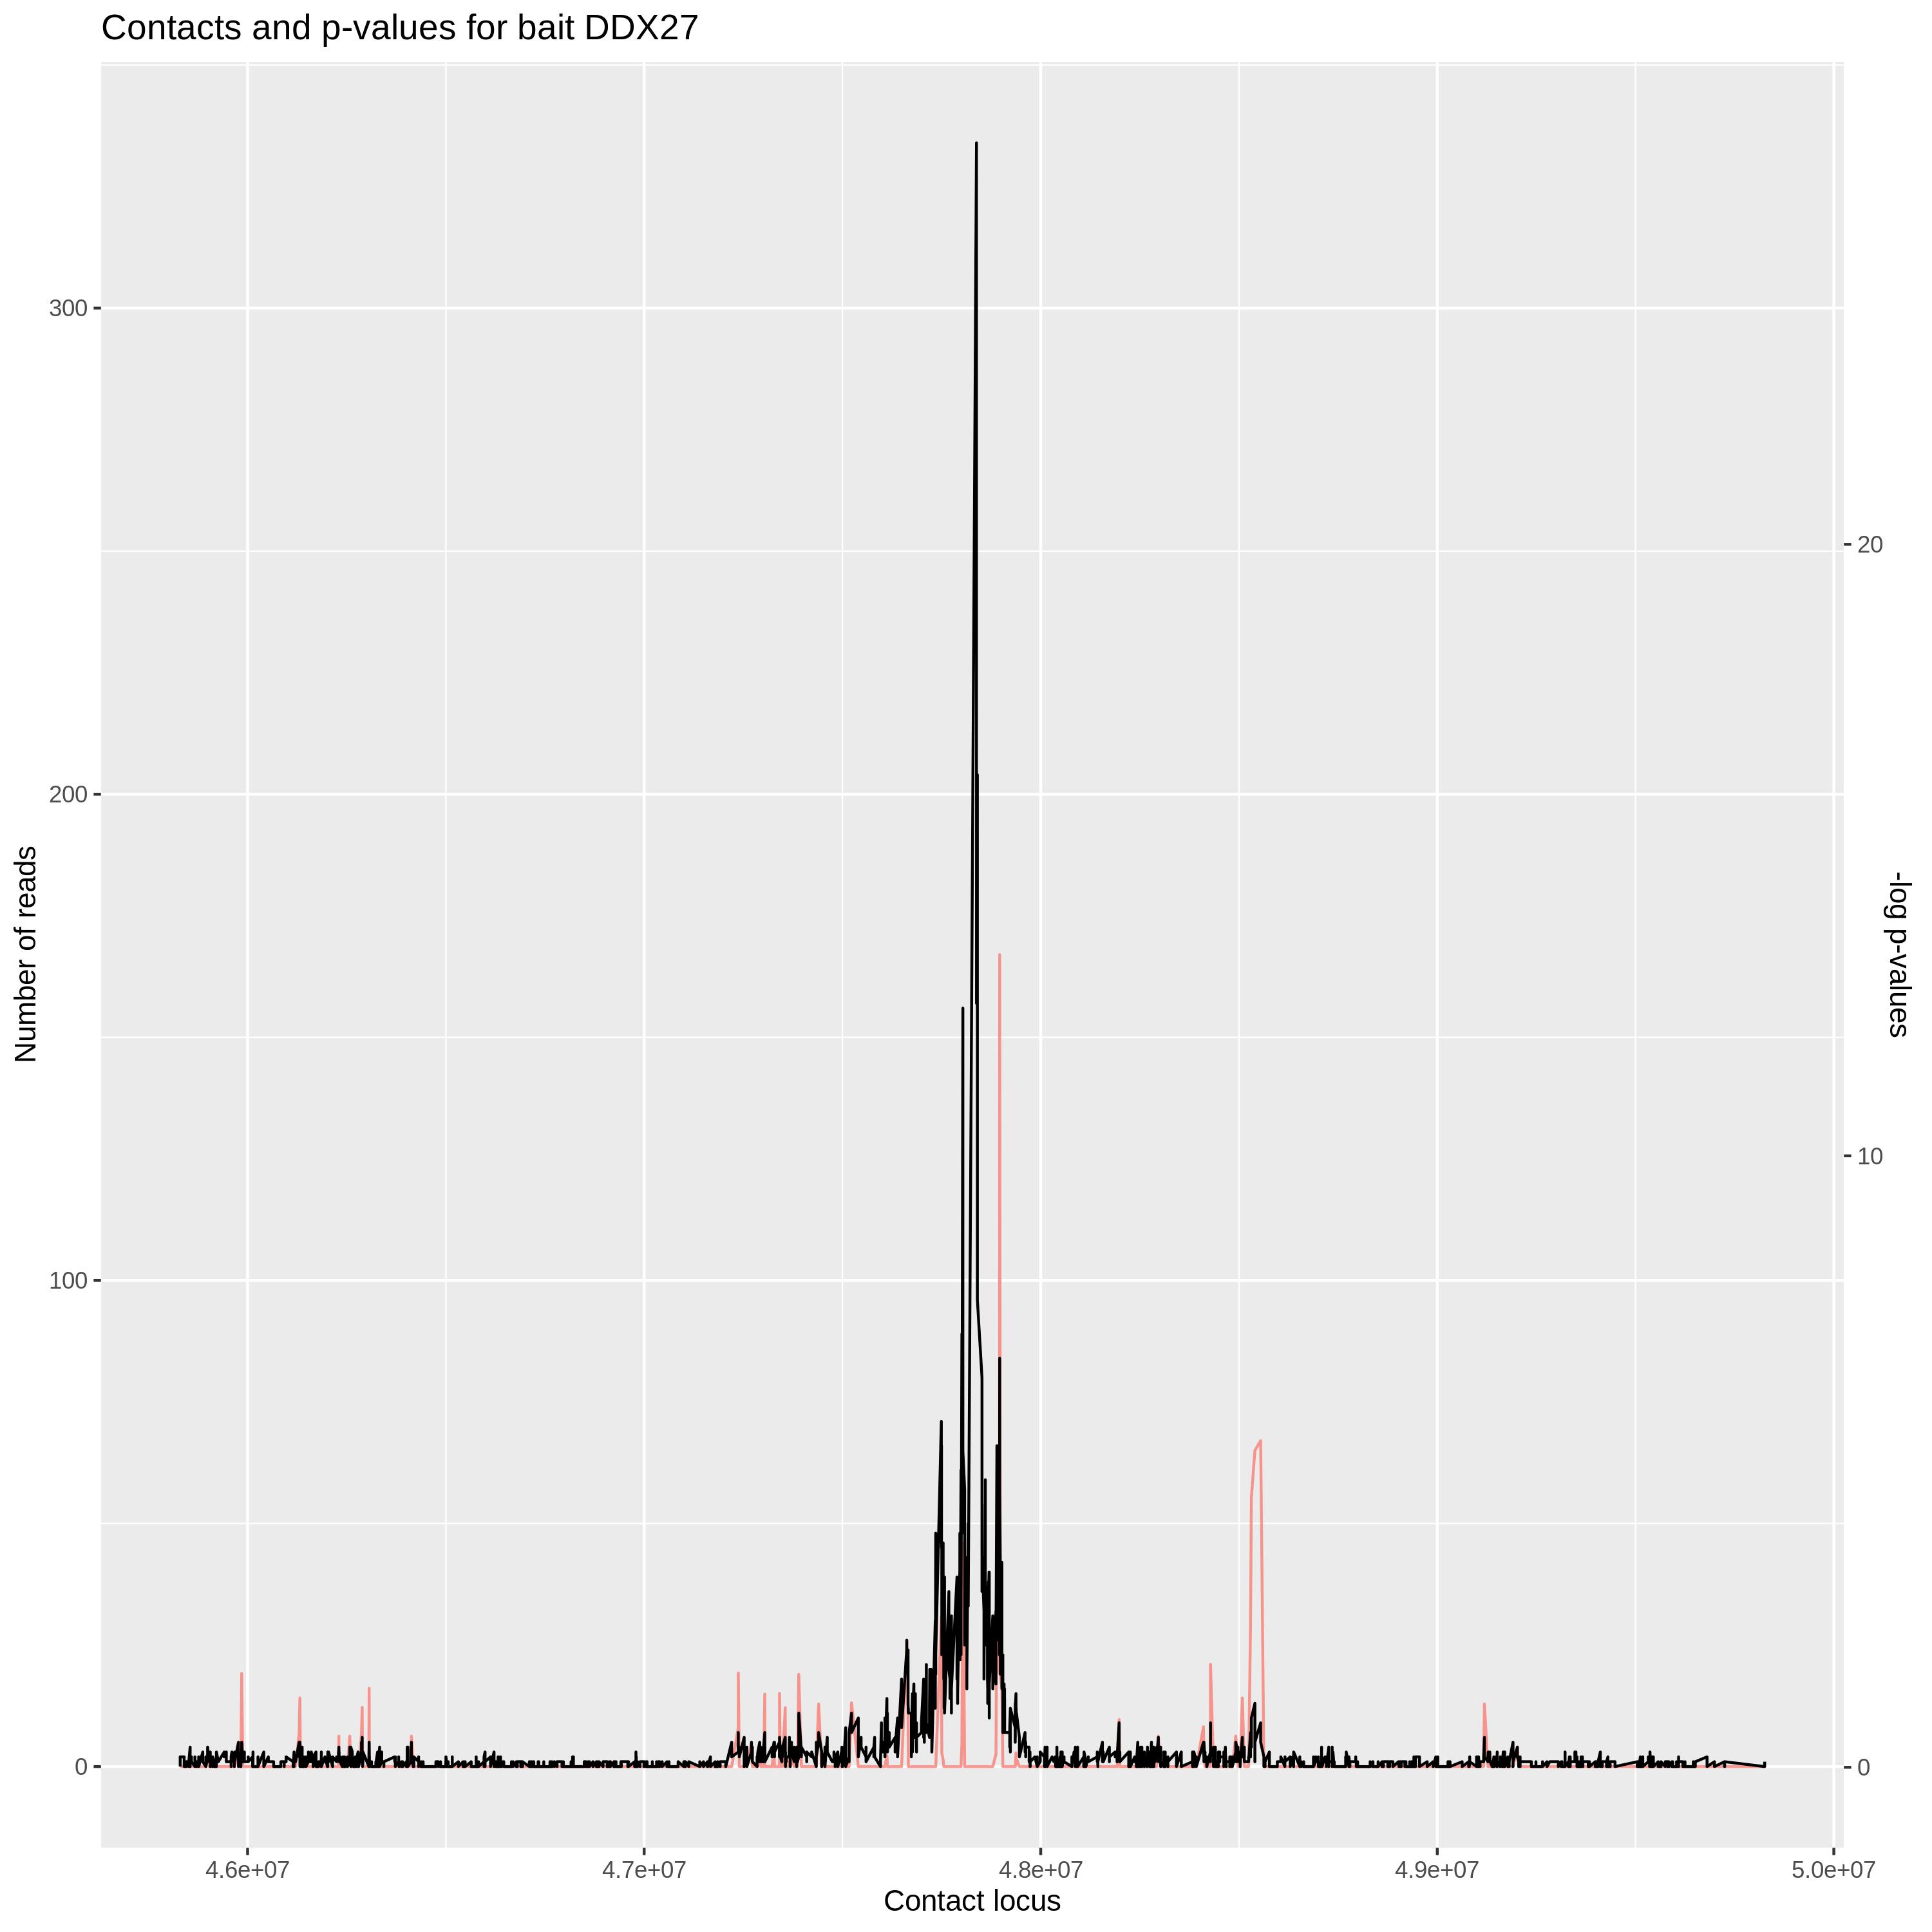 Contacts and p-values for bait DDX27
Number of reads
300
200
100
0
20
10
0
-log p-values
4.6e+07
4.7e+07
4.8e+07
4.9e+07
5.0e+07
Contact locus